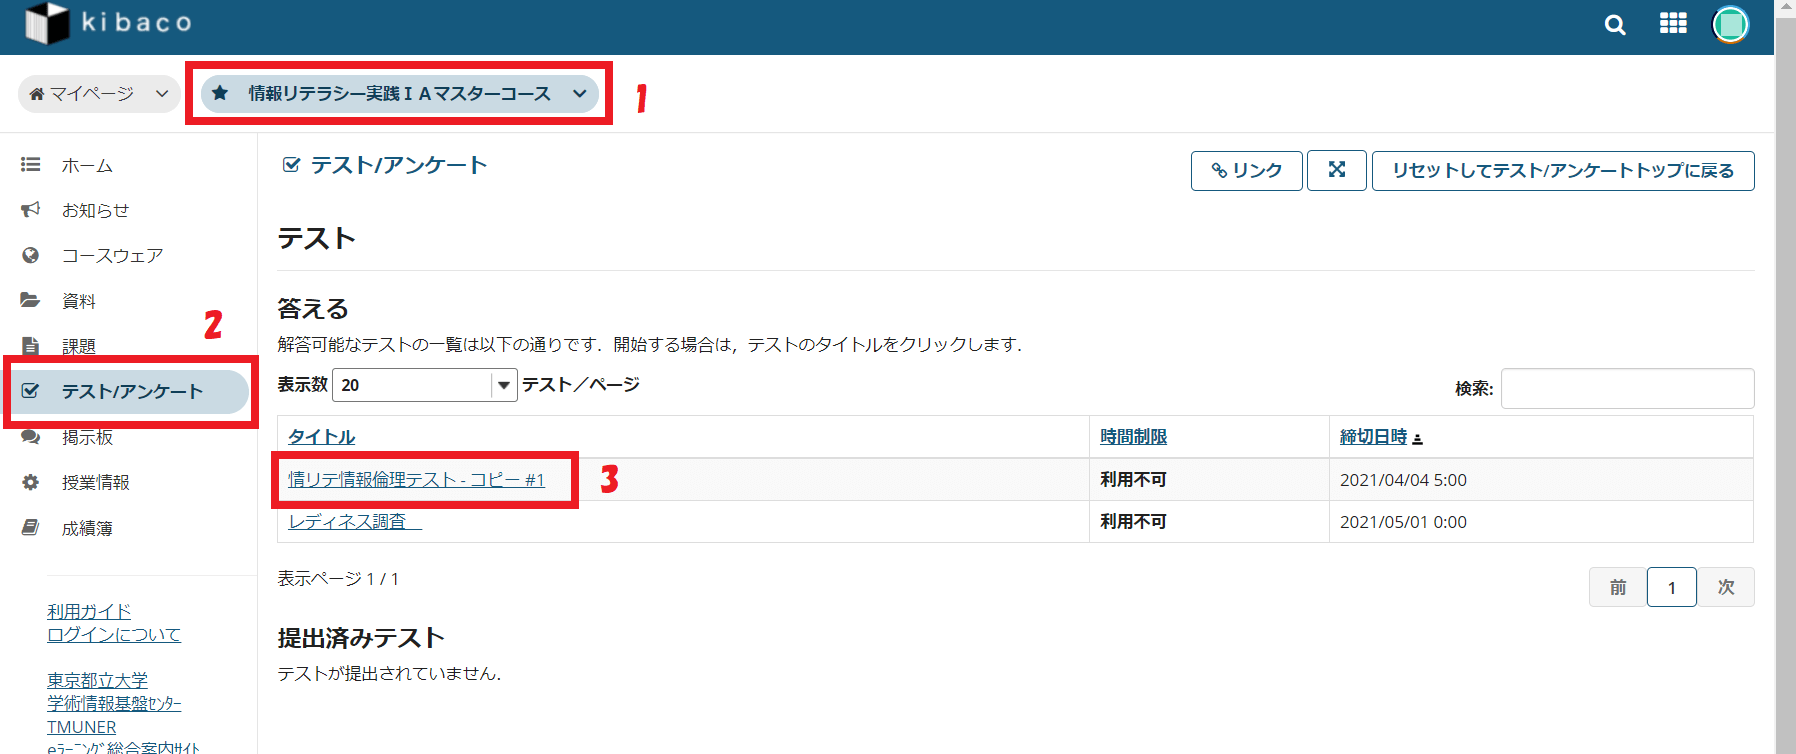 kibaco
マイページ
情報リテラシー実践ⅠAマスターコース
1
ホーム
お知らせ
コースウェア
資料
課題
2
テスト/アンケート
掲示板
授業情報
成績簿
利用ガイド
ログインについて
東京都立大学
学術情報基盤ｾﾝﾀｰ
TMUNER
eﾗｰﾆﾝｸﾞ総合案内ｻｲﾄ
テスト/アンケート
リンク
リセットしてテスト/アンケートトップに戻る
テスト
答える
解答可能なテストの一覧は以下の通りです．開始する場合は，テストのタイトルをクリックします．
表示数 20 テスト／ページ
検索:
タイトル 時間制限 締切日時
情リテ情報倫理テスト - コピー #1 3 利用不可 2021/04/04 5:00
レディネス調査 利用不可 2021/05/01 0:00
表示ページ 1 / 1
前 1 次
提出済みテスト
テストが提出されていません．